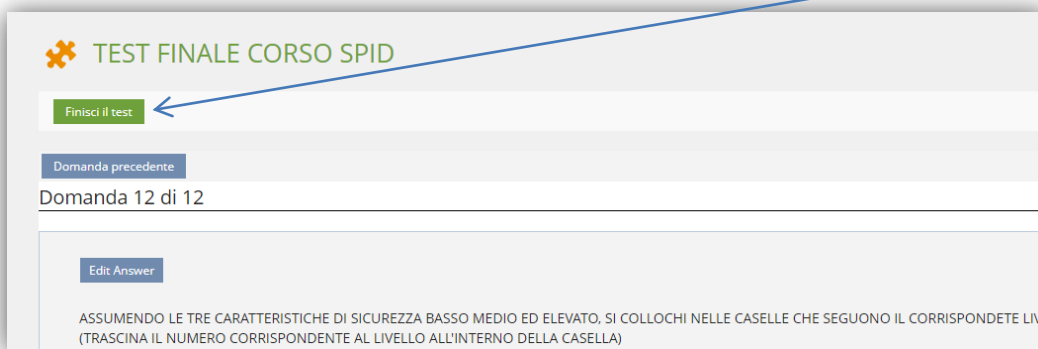 TEST FINALE CORSO SPID
Finisci il test
Domanda precedente
Domanda 12 di 12
Edit Answer
ASSUMENDO LE TRE CARATTERISTICHE DI SICUREZZA BASSO MEDIO ED ELEVATO, SI COLLOCHI NELLE CASELLE CHE SEGUONO IL CORRISPONDETE
(TRASCINA IL NUMERO CORRISPONDENTE AL LIVELLO ALL'INTERNO DELLA CASELLA)